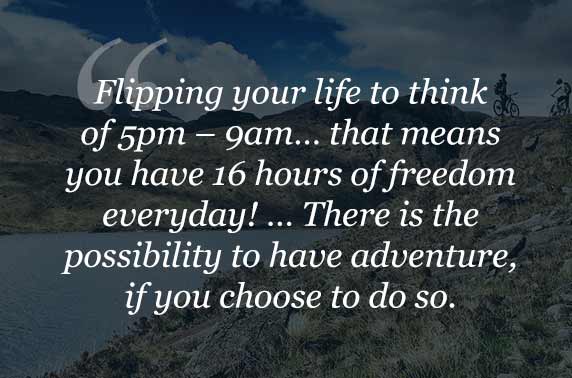 “
Flipping your life to think
of 5pm – 9am... that means
you have 16 hours of freedom
everyday! ... There is the
possibility to have adventure,
if you choose to do so.